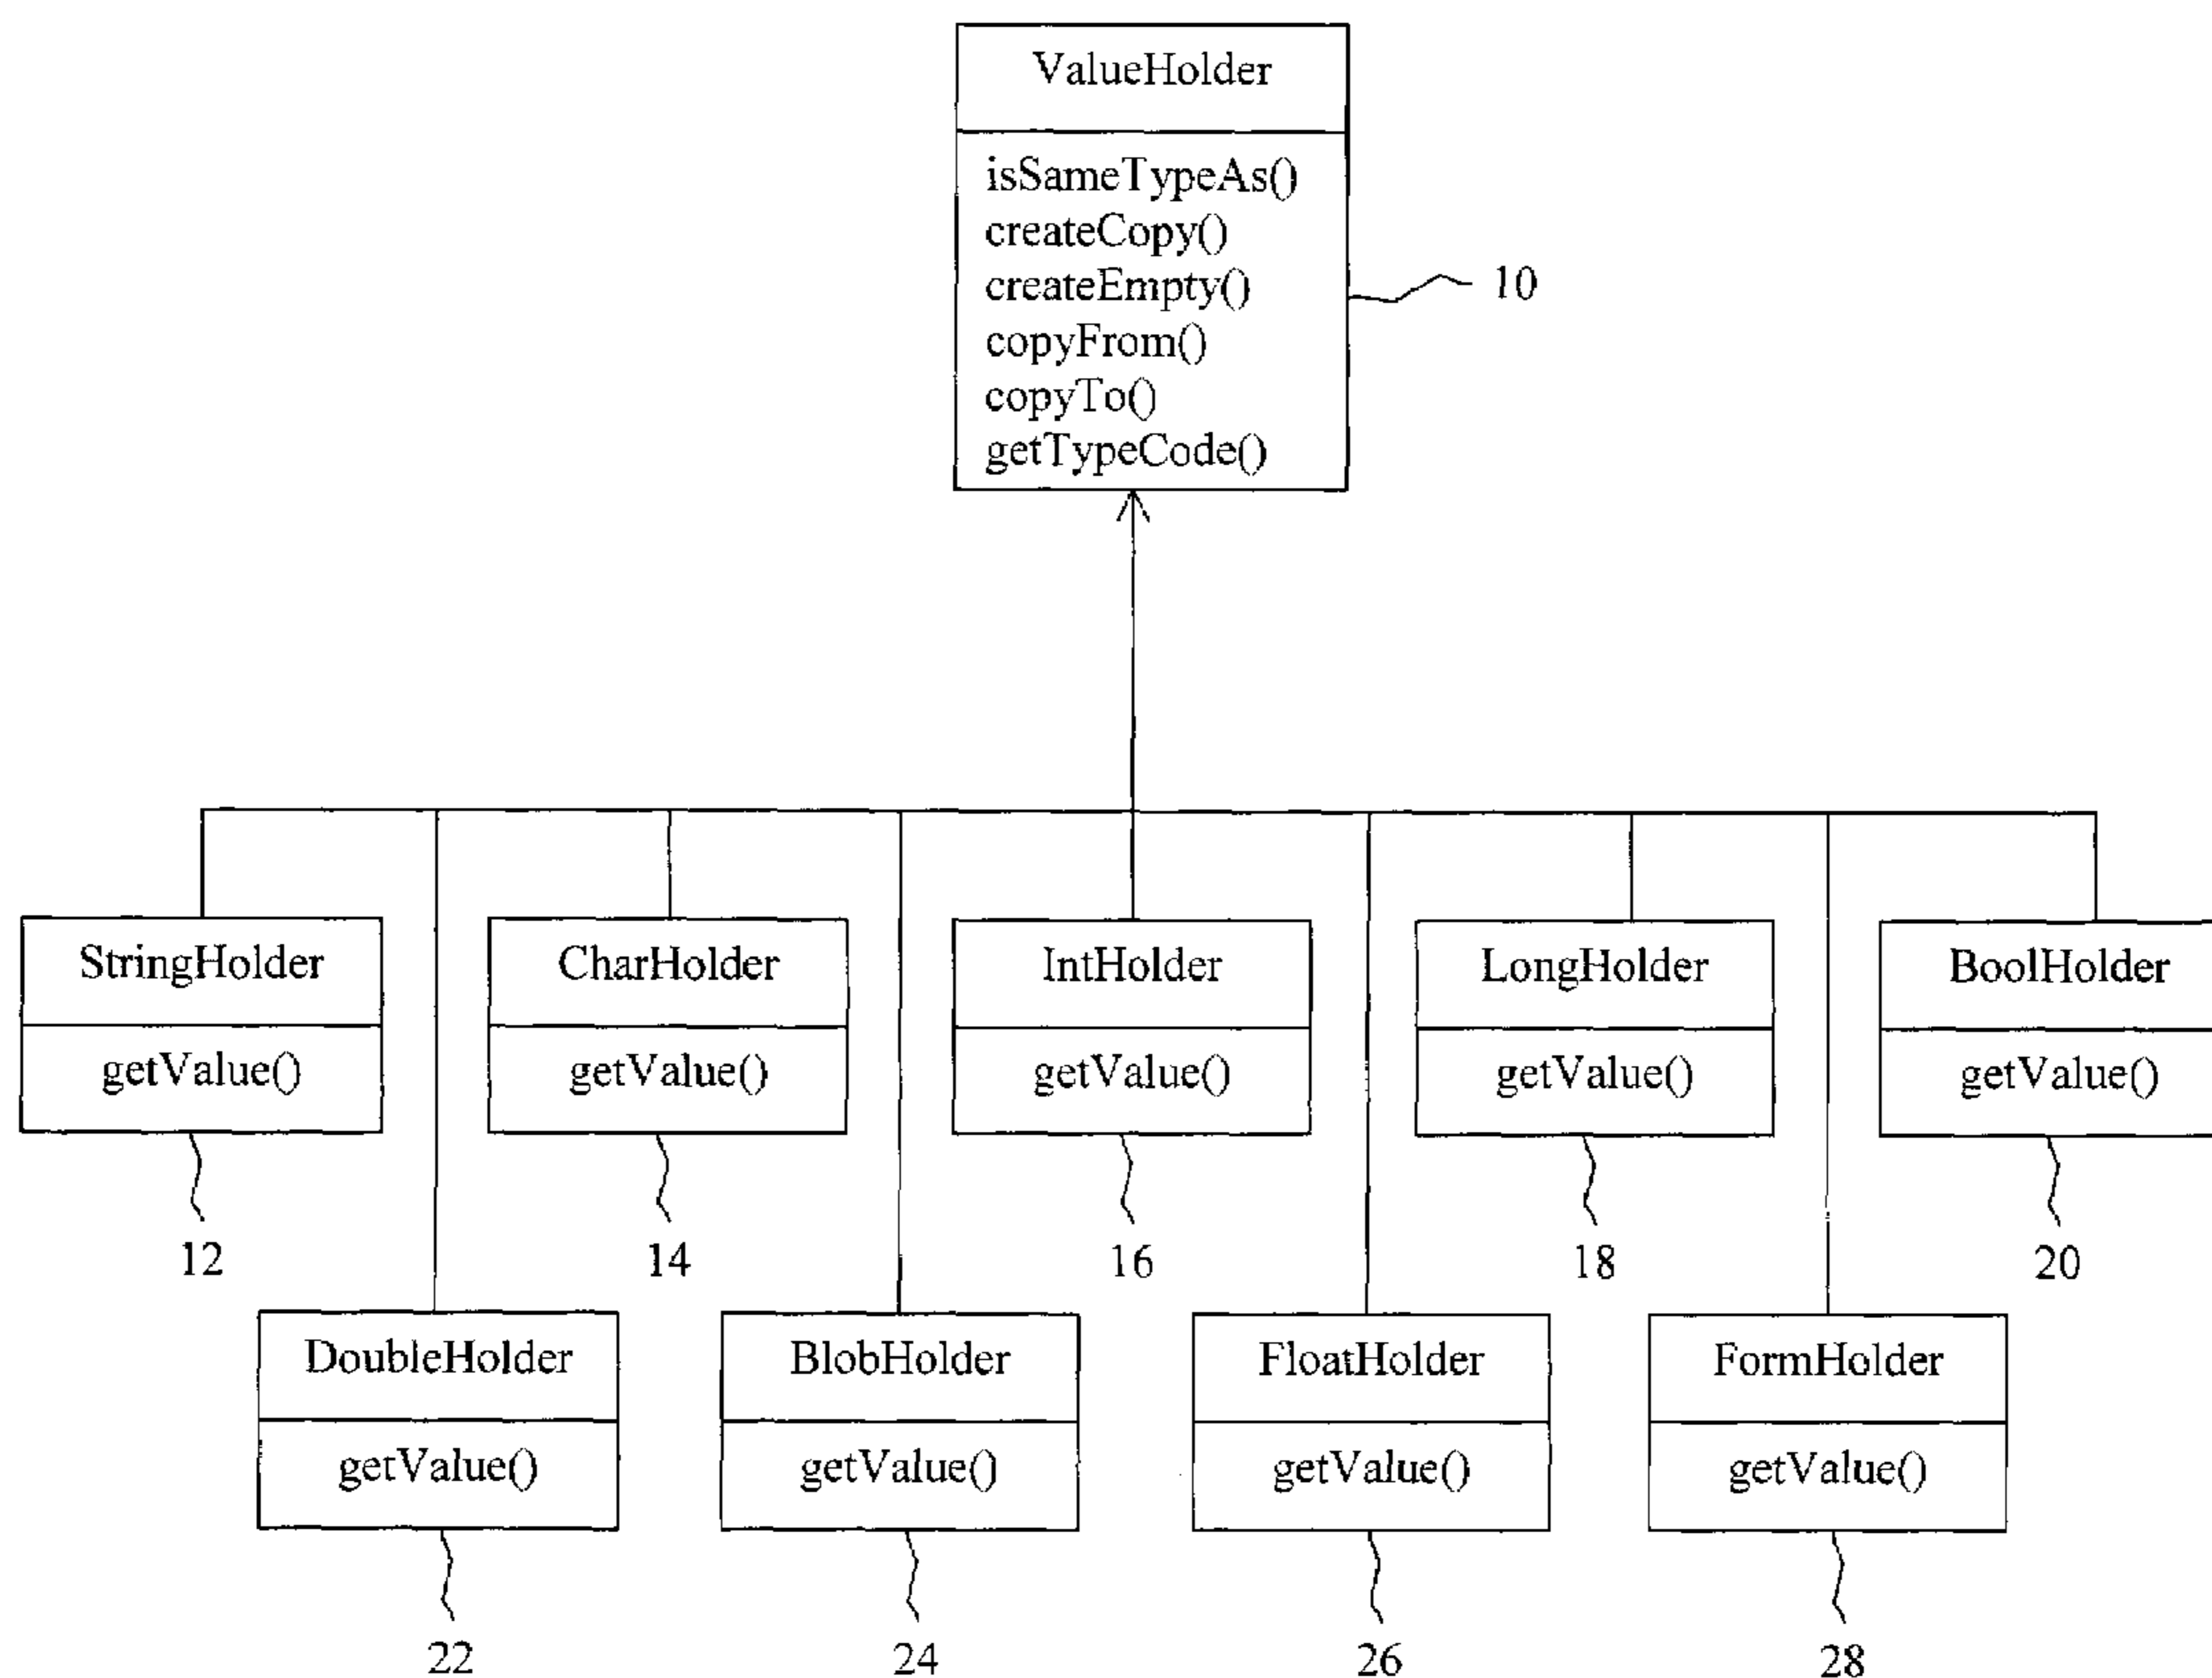 ValueHolder
isSameTypeAs()
createCopy()
createEmpty()
copyFrom()
copyTo()
getTypeCode()
10
StringHolder
getValue()
12
CharHolder
getValue()
14
IntHolder
getValue()
16
LongHolder
getValue()
18
BoolHolder
getValue()
20
DoubleHolder
getValue()
22
BlobHolder
getValue()
24
FloatHolder
getValue()
26
FormHolder
getValue()
28